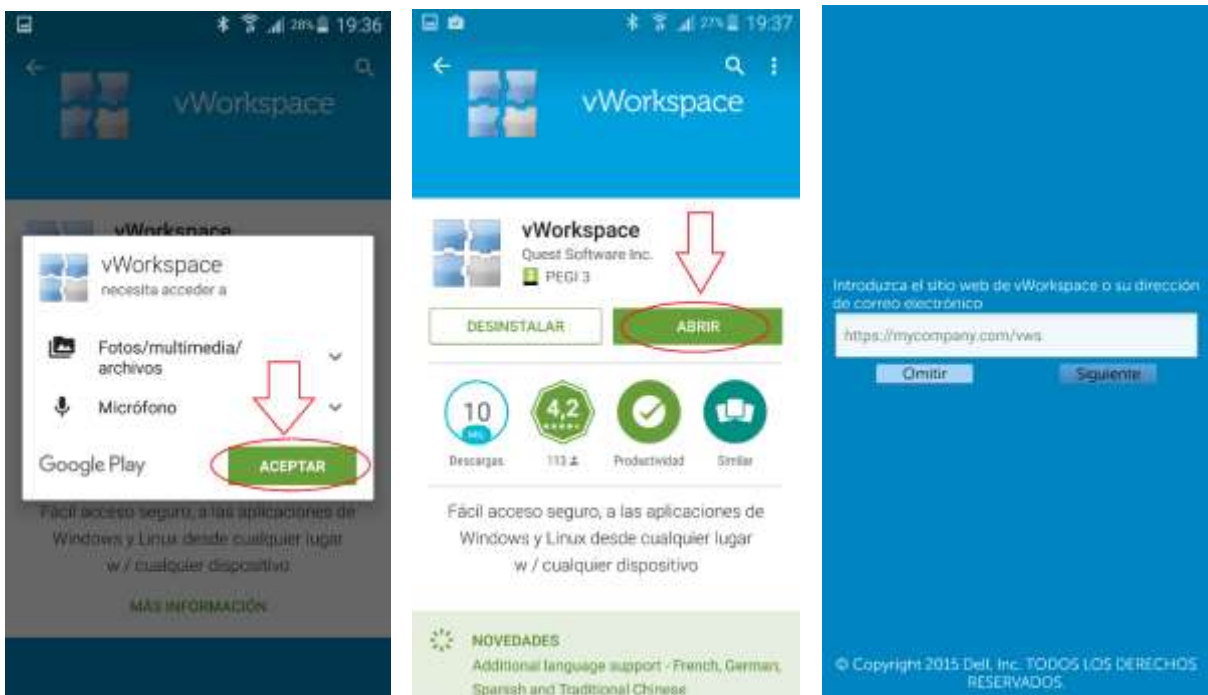 28% 19:36
vWorkspace
vWorkspace
vWorkspace
necesita acceder a
Fotos/multimedia/
archivos
Micrófono
Google Play
ACEPTAR
Fácil acceso seguro, a las aplicaciones de
Windows y Linux desde cualquier lugar
w / cualquier dispositivo
MÁS INFORMACIÓN
27% 19:37
vWorkspace
vWorkspace
Quest Software Inc.
PEGI 3
DESINSTALAR
ABRIR
10
MIL
4,2
Descargas
113
Productividad
Similar
Fácil acceso seguro, a las aplicaciones de
Windows y Linux desde cualquier lugar
w / cualquier dispositivo
NOVEDADES
Additional language support - French, German,
Spanish and Traditional Chinese
Introduzca el sitio web de vWorkspace o su dirección
de correo electrónico
https://mycompany.com/vws
Omitir
Siguiente
© Copyright 2015 Dell, Inc. TODOS LOS DERECHOS
RESERVADOS.